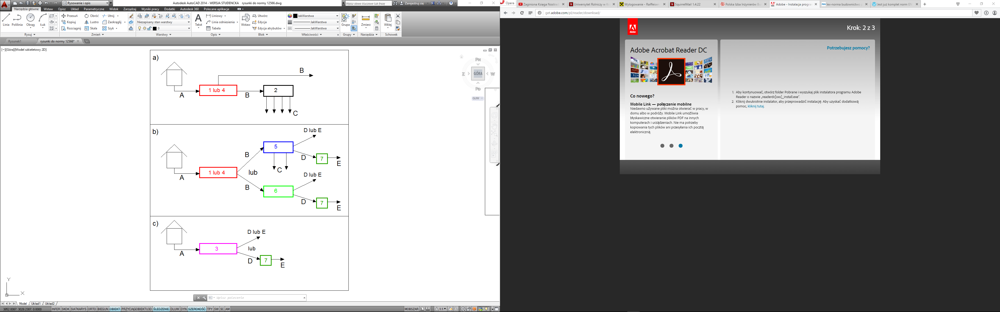 Autodesk AutoCAD 2014 - WERSJA STUDENCKA rysunki do normy 12566.dwg
Rysowanie i opis
Wpisz słowo kluczowe lub frazę
Zarejestruj się
Narzędzia główne Wstaw Opisz Układ Parametryczne Widok Zarządzaj Wyniki pracy Dodatki Autodesk 360 Polecane aplikacje
Linia Polilinia Okrąg Łuk
Przesuń Obróć Utnij
Kopiuj Lustro Zaokrąglij
Rozciągnij Skala Szyk
Niezapisany stan warstwy
0
Tekst
Liniowy
Linia odniesienia
Tabela
Wstaw
Utwórz
Edycja
Edycja atrybutów
JakWarstwa
JakWarstwa
JakWarstwa
Grupa
Zmierz
Wklej
Rysuj Zmień Warstwy Opis Blok Właściwości Grupy Narzędzia Schowek
Rysunek1 rysunki do normy 12566*
[−][Góra][Model szkieletowy 2D]
PN
Z GÓRA W
PD
GUW
a)
B
1 lub 4
2
A
B
C
b)
D lub E
5
B
D
7
E
1 lub 4
lub
C
A
D lub E
B
6
D
7
E
c)
D lub E
3
lub
A
D
7
E
Y
X
Wpisz polecenie
Model Układ1 Układ2
3852.0087, 3028.2307, 0.0000
INFER SKOK SIATKARYS ORTO BIEGUN OBIEKT PRZYCIĄGOBIEKTU3D ŚLEDZENIE DLUW DYN SZEROKOŚĆ TPY SW SC AM
MOBSZAR
1:1
Opera
Zaginiona Księga Nostrad
Uniwersytet Rolniczy w Kr
Wylogowanie - Raiffeisen
SquirrelMail 1.4.22
Polska Izba Inżynierów Bu
Adobe - Instalacja progra
lex-norma budownictwo
Jest już komplet norm EN
get.adobe.com/pl/reader/download/
Adobe
Krok: 2 z 3
Adobe Acrobat Reader DC
Potrzebujesz pomocy?
Co nowego?
Mobile Link — połączenie mobilne
Niedawno używane pliki można otwierać w pracy, w
domu albo w podróży. Mobile Link umożliwia
błyskawiczne otwieranie plików PDF na innych
komputerach i urządzeniach. Nie ma potrzeby
kopiowania tych plików ani przesyłania ich pocztą
elektroniczną.
1. Aby kontynuować, otwórz folder Pobrane i wyszukaj plik instalatora programu Adobe
Reader o nazwie „readerdc[xxx]_install.exe”.
2. Kliknij dwukrotnie instalator, aby przeprowadzić instalację. Aby uzyskać dodatkową
pomoc, kliknij tutaj.